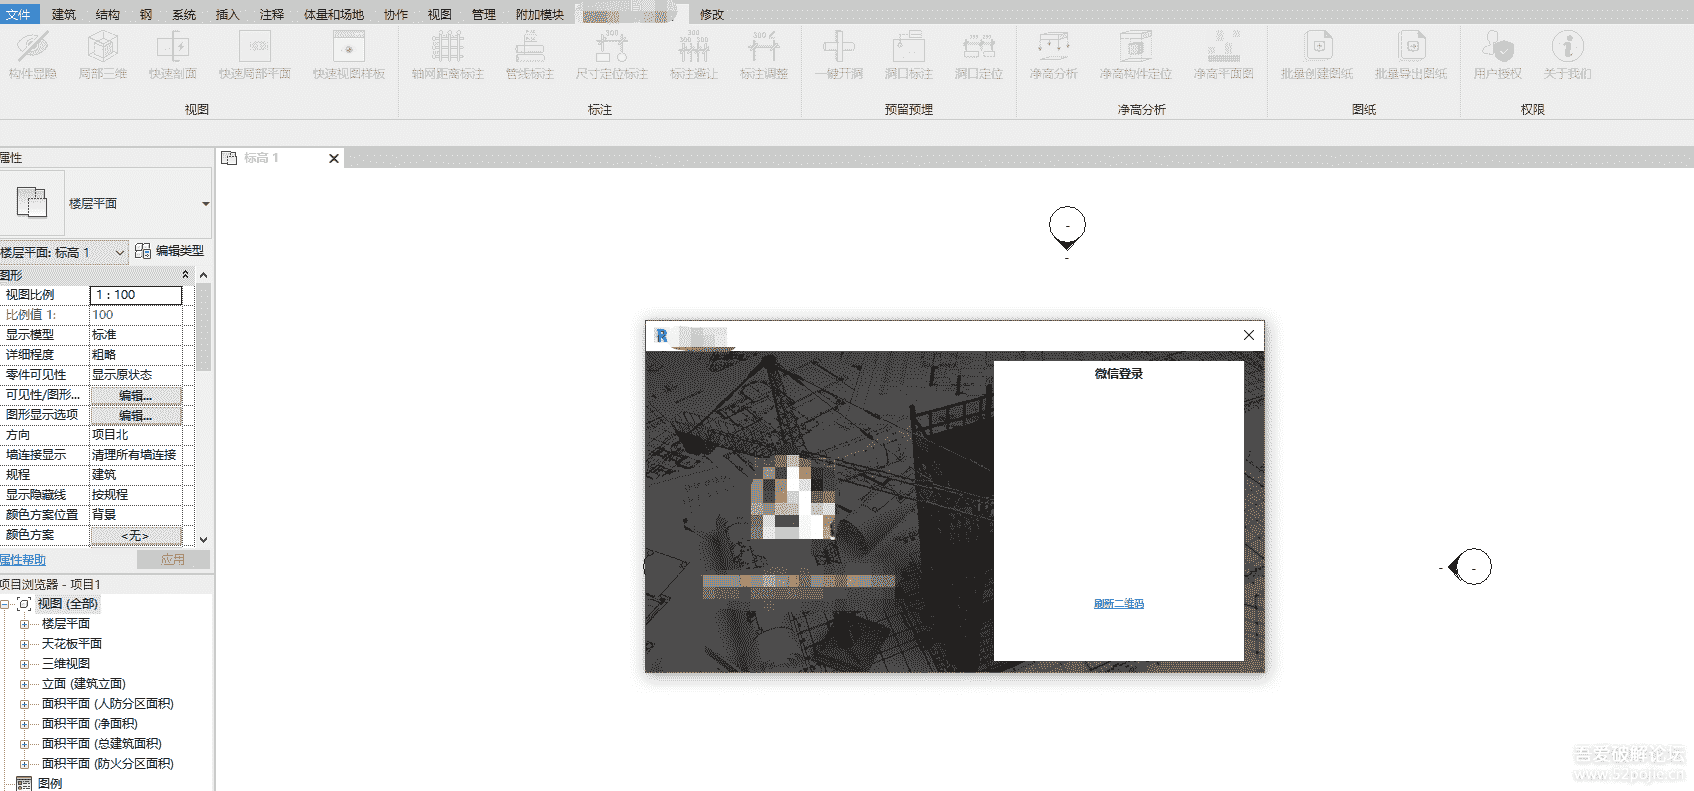 文件 建筑 结构 钢 系统 插入 注释 体量和场地 协作 视图 管理 附加模块 修改
构件显隐 局部三维 快速剖面 快速局部平面 快速视图样板 轴网距离标注 管线标注 尺寸定位标注 标注避让 标注调整 一键开洞 洞口标注 洞口定位 净高分析 净高构件定位 净高平面图 批量创建图纸 批量导出图纸 用户授权 关于我们
视图 标注 预留预埋 净高分析 图纸 权限
属性
标高 1
楼层平面
楼层平面: 标高 1 编辑类型
图形
视图比例 1 : 100
比例值 1: 100
显示模型 标准
详细程度 粗略
零件可见性 显示原状态
可见性/图形... 编辑...
图形显示选项 编辑...
方向 项目北
墙连接显示 清理所有墙连接
规程 建筑
显示隐藏线 按规程
颜色方案位置 背景
颜色方案 <无>
属性帮助 应用
项目浏览器 - 项目1
视图 (全部)
楼层平面
天花板平面
三维视图
立面 (建筑立面)
面积平面 (人防分区面积)
面积平面 (净面积)
面积平面 (总建筑面积)
面积平面 (防火分区面积)
图例
R
微信登录
刷新二维码
吾爱破解论坛
www.52pojie.cn